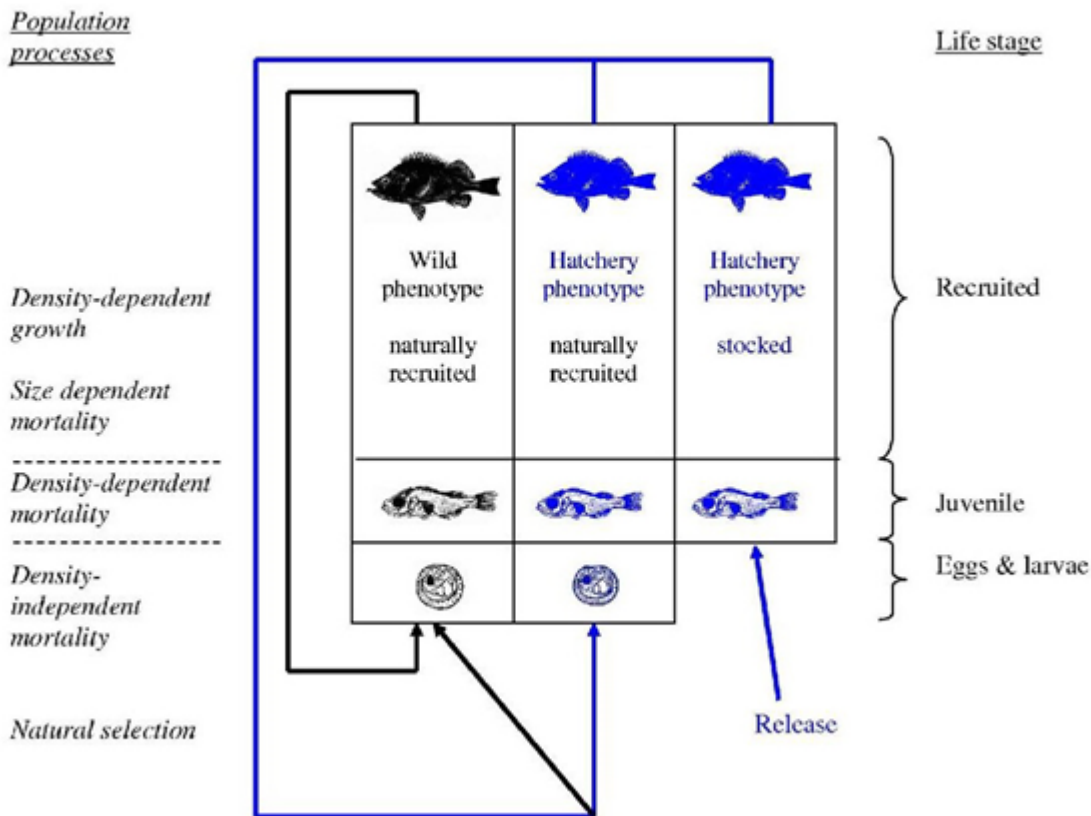 Population
processes
Life stage
Wild
phenotype
naturally
recruited
Hatchery
phenotype
naturally
recruited
Hatchery
phenotype
stocked
Density-dependent
growth
Size dependent
mortality
Density-dependent
mortality
Density-
independent
mortality
Natural selection
Recruited
Juvenile
Eggs & larvae
Release